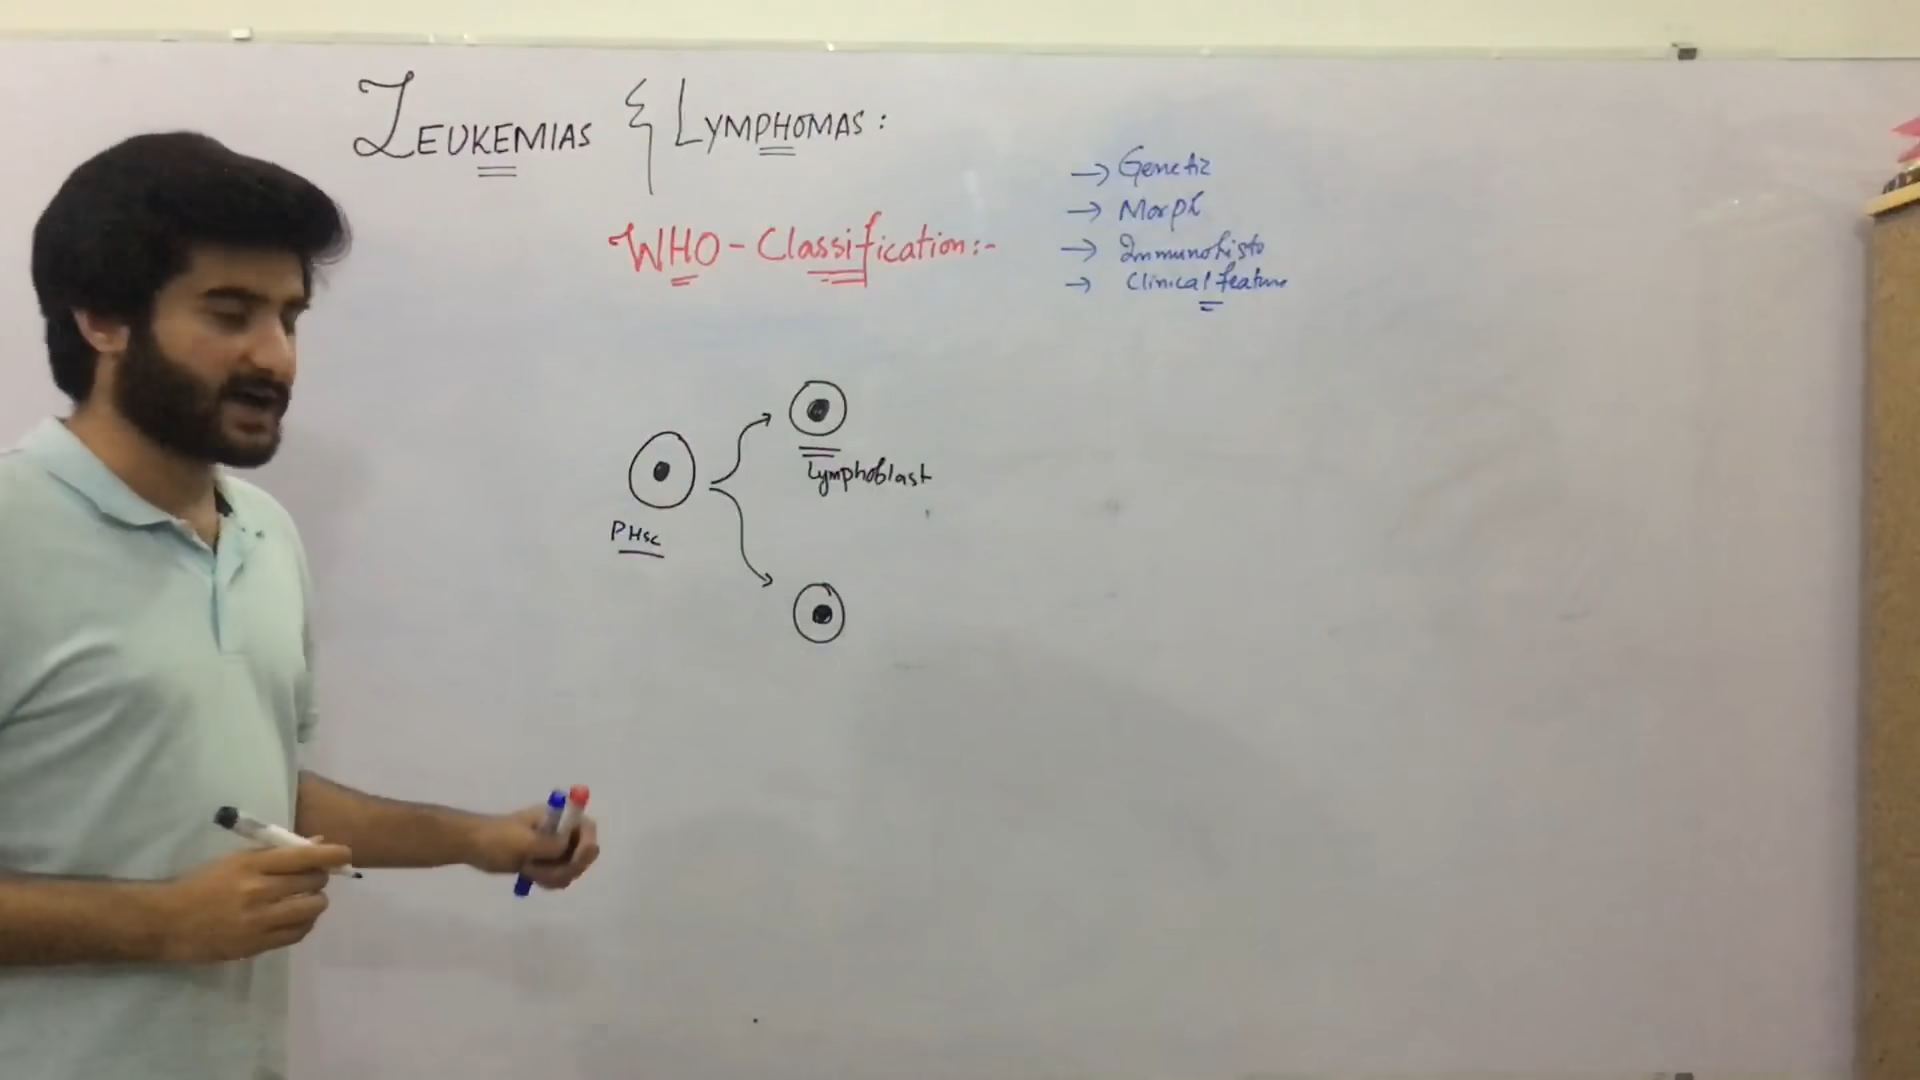 LEUKEMIAS & LYMPHOMAS :
WHO - Classification :-
→ Genetic
→ Morph
→ Immunohisto
→ Clinical feature
Lymphoblast
PHSC